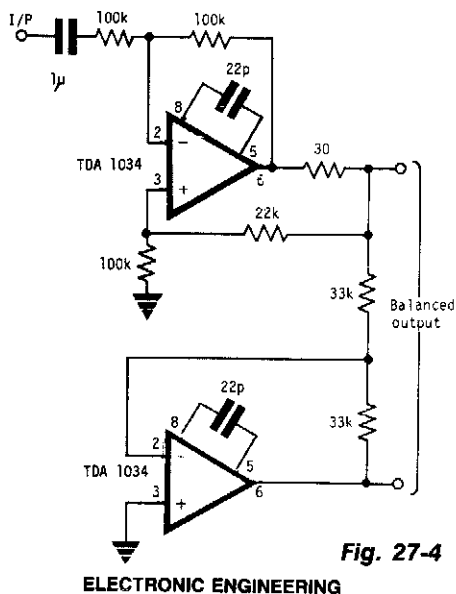 I/P
100k
100k
1µ
22p
8
2
-
5
TDA 1034
6
30
3
+
22k
100k
33k
Balanced
output
22p
8
33k
2
-
5
TDA 1034
6
3
+
Fig. 27-4
ELECTRONIC ENGINEERING